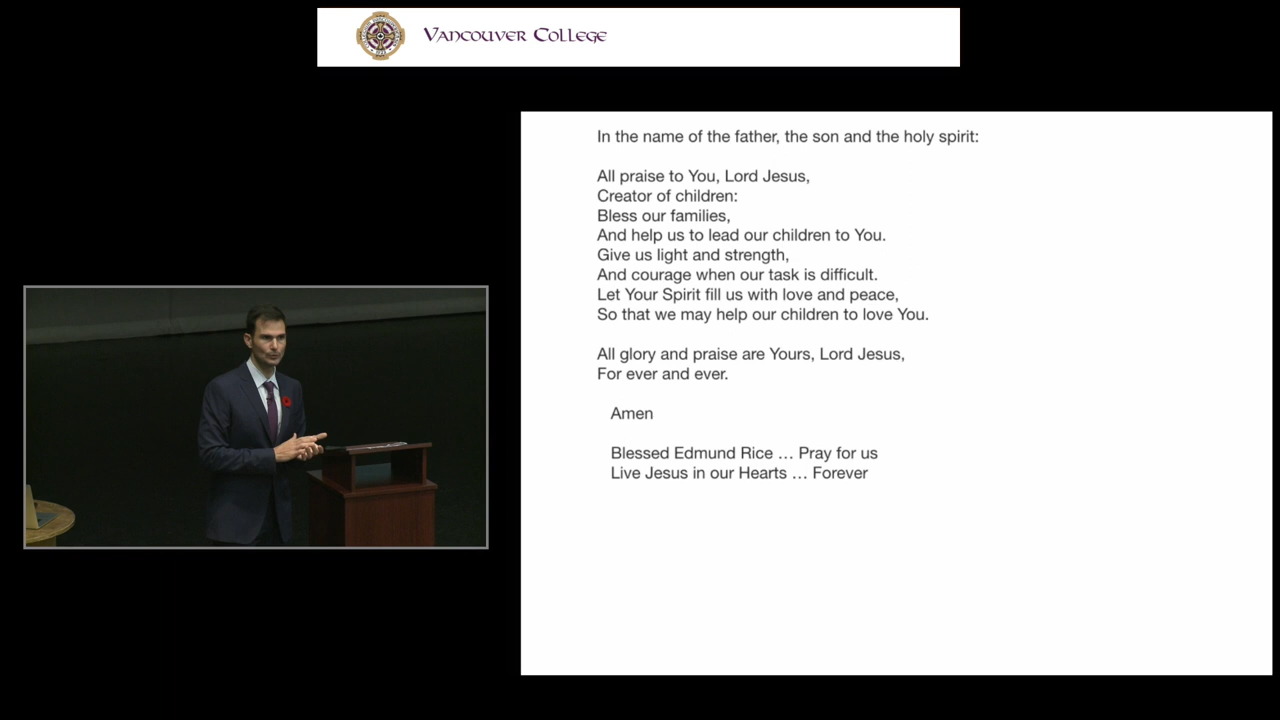 Vancouver College
In the name of the father, the son and the holy spirit:
All praise to You, Lord Jesus,
Creator of children:
Bless our families,
And help us to lead our children to You.
Give us light and strength,
And courage when our task is difficult.
Let Your Spirit fill us with love and peace,
So that we may help our children to love You.
All glory and praise are Yours, Lord Jesus,
For ever and ever.
Amen
Blessed Edmund Rice … Pray for us
Live Jesus in our Hearts … Forever